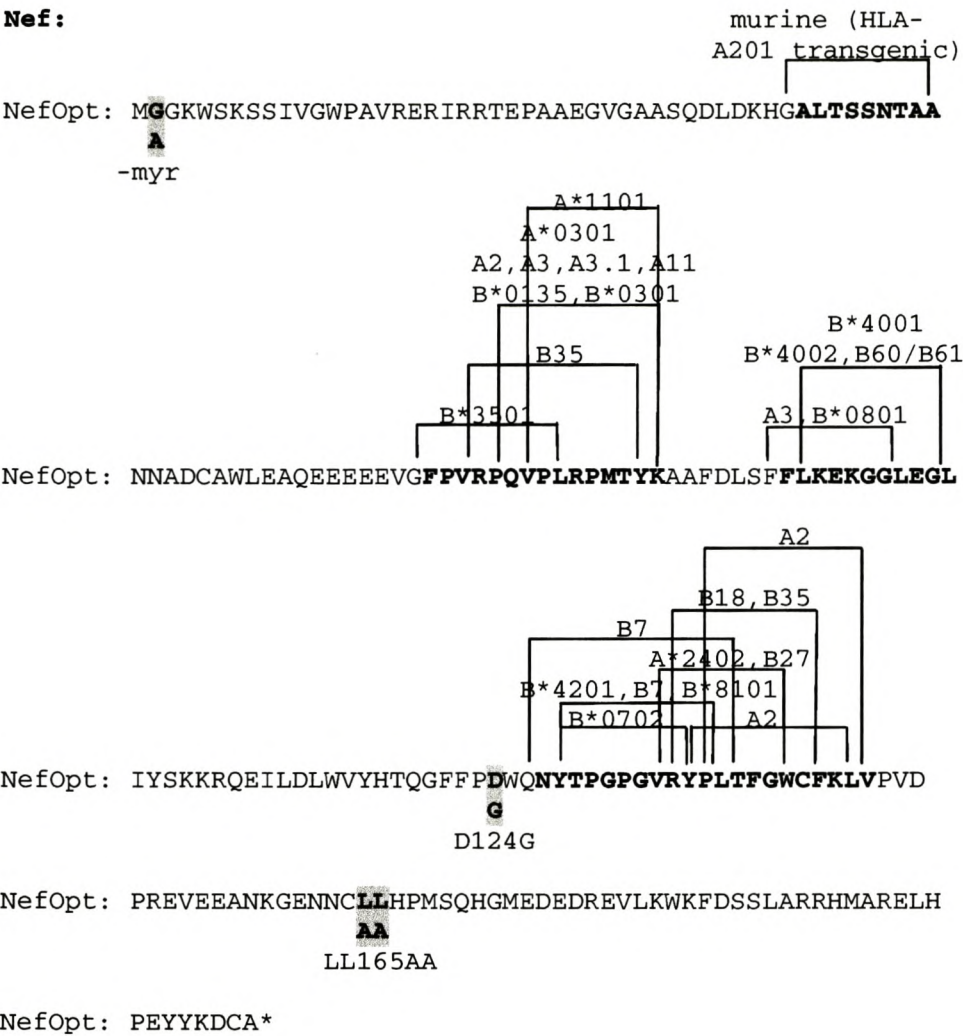 Nef:
murine (HLA-
A201 transgenic)
NefOpt: MGGKWSKSSIVGWPAVRERIRRTEPAAEGVGAASQDLDKHGALTSSNTAA
A
-myr
A*1101
A*0301
A2,A3,A3.1,A11
B*0135,B*0301
B*4001
B35
B*4002,B60/B61
B*3501
A3,B*0801
NefOpt: NNADCAWLEAQEEEEEVGFPVRPQVPLRPMTYKAAFDLSFFLKEKGGLEGL
A2
B18,B35
B7
A*2402,B27
B*4201,B7,B*8101
B*0702
A2
NefOpt: IYSKKRQEILDLWVYHTQGFFPDWQNYTPGPGVRYPLTFGWCFKLVPVD
G
D124G
NefOpt: PREVEEANKGENNCLLHPMSQHGMEDEDREVLKWKFDSSLARRHMARELH
AA
LL165AA
NefOpt: PEYYKDCA*